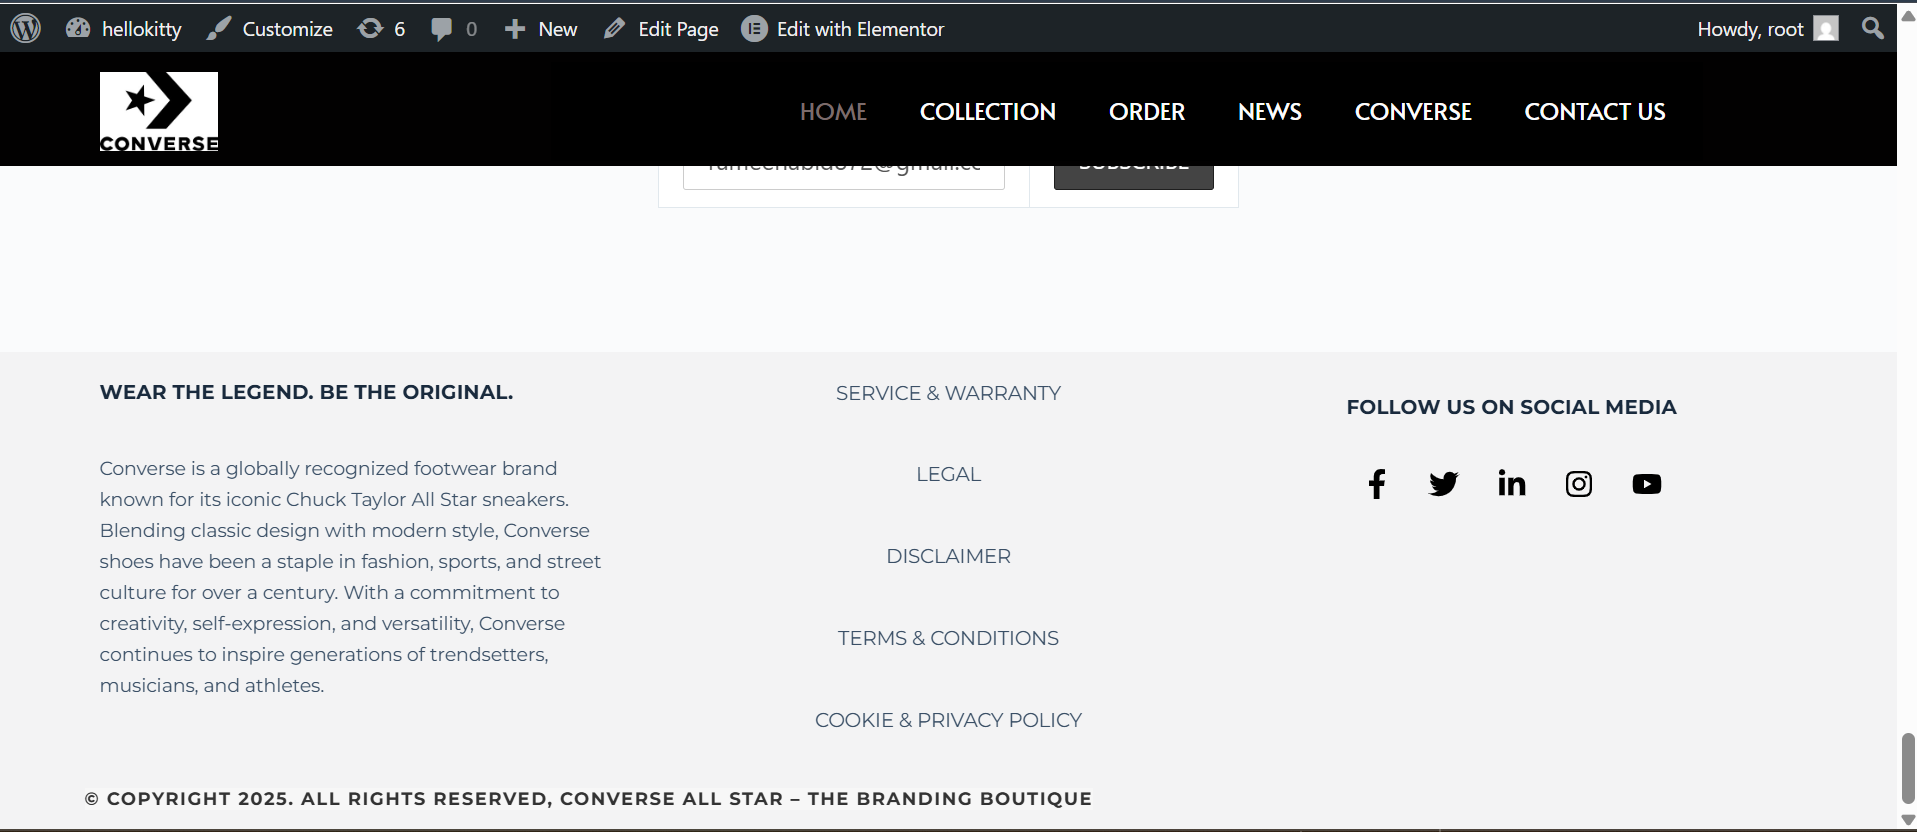 hellokitty Customize 6 0 New Edit Page Edit with Elementor Howdy, root
CONVERSE
HOME COLLECTION ORDER NEWS CONVERSE CONTACT US
SUBSCRIBE
WEAR THE LEGEND. BE THE ORIGINAL.
Converse is a globally recognized footwear brand
known for its iconic Chuck Taylor All Star sneakers.
Blending classic design with modern style, Converse
shoes have been a staple in fashion, sports, and street
culture for over a century. With a commitment to
creativity, self-expression, and versatility, Converse
continues to inspire generations of trendsetters,
musicians, and athletes.
SERVICE & WARRANTY
LEGAL
DISCLAIMER
TERMS & CONDITIONS
COOKIE & PRIVACY POLICY
FOLLOW US ON SOCIAL MEDIA
© COPYRIGHT 2025. ALL RIGHTS RESERVED, CONVERSE ALL STAR – THE BRANDING BOUTIQUE